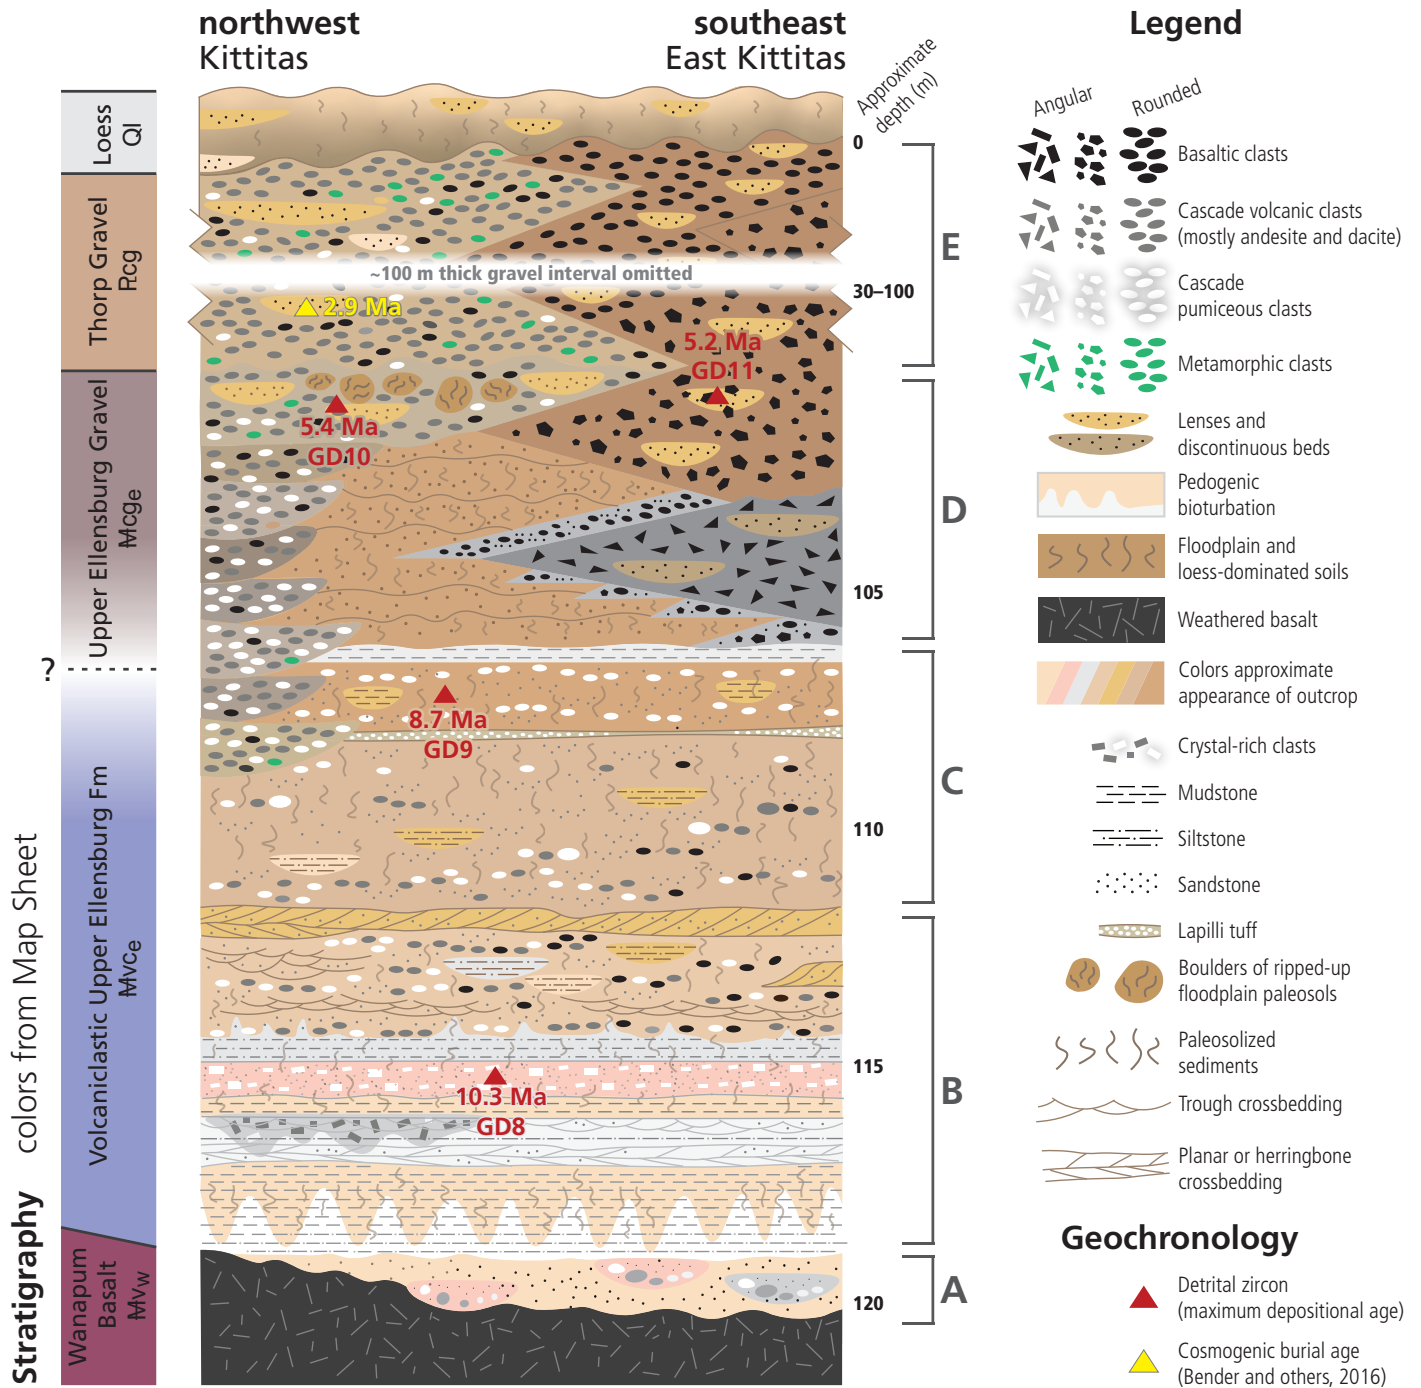 northwest
Kittitas
southeast
East Kittitas
Approximate
depth (m)
Legend
Angular
Rounded
Basaltic clasts
Cascade volcanic clasts
(mostly andesite and dacite)
Cascade
pumiceous clasts
Metamorphic clasts
Lenses and
discontinuous beds
Pedogenic
bioturbation
Floodplain and
loess-dominated soils
Weathered basalt
Colors approximate
appearance of outcrop
Crystal-rich clasts
Mudstone
Siltstone
Sandstone
Lapilli tuff
Boulders of ripped-up
floodplain paleosols
Paleosolized
sediments
Trough crossbedding
Planar or herringbone
crossbedding
Geochronology
Detrital zircon
(maximum depositional age)
Cosmogenic burial age
(Bender and others, 2016)
Stratigraphy colors from Map Sheet
Loess
Ql
Thorp Gravel
Rcg
Upper Ellensburg Gravel
Mcge
?
Volcaniclastic Upper Ellensburg Fm
Mvce
Wanapum
Basalt
Mvw
~100 m thick gravel interval omitted
2.9 Ma
5.2 Ma
GD11
5.4 Ma
GD10
8.7 Ma
GD9
10.3 Ma
GD8
0
30–100
105
110
115
120
E
D
C
B
A